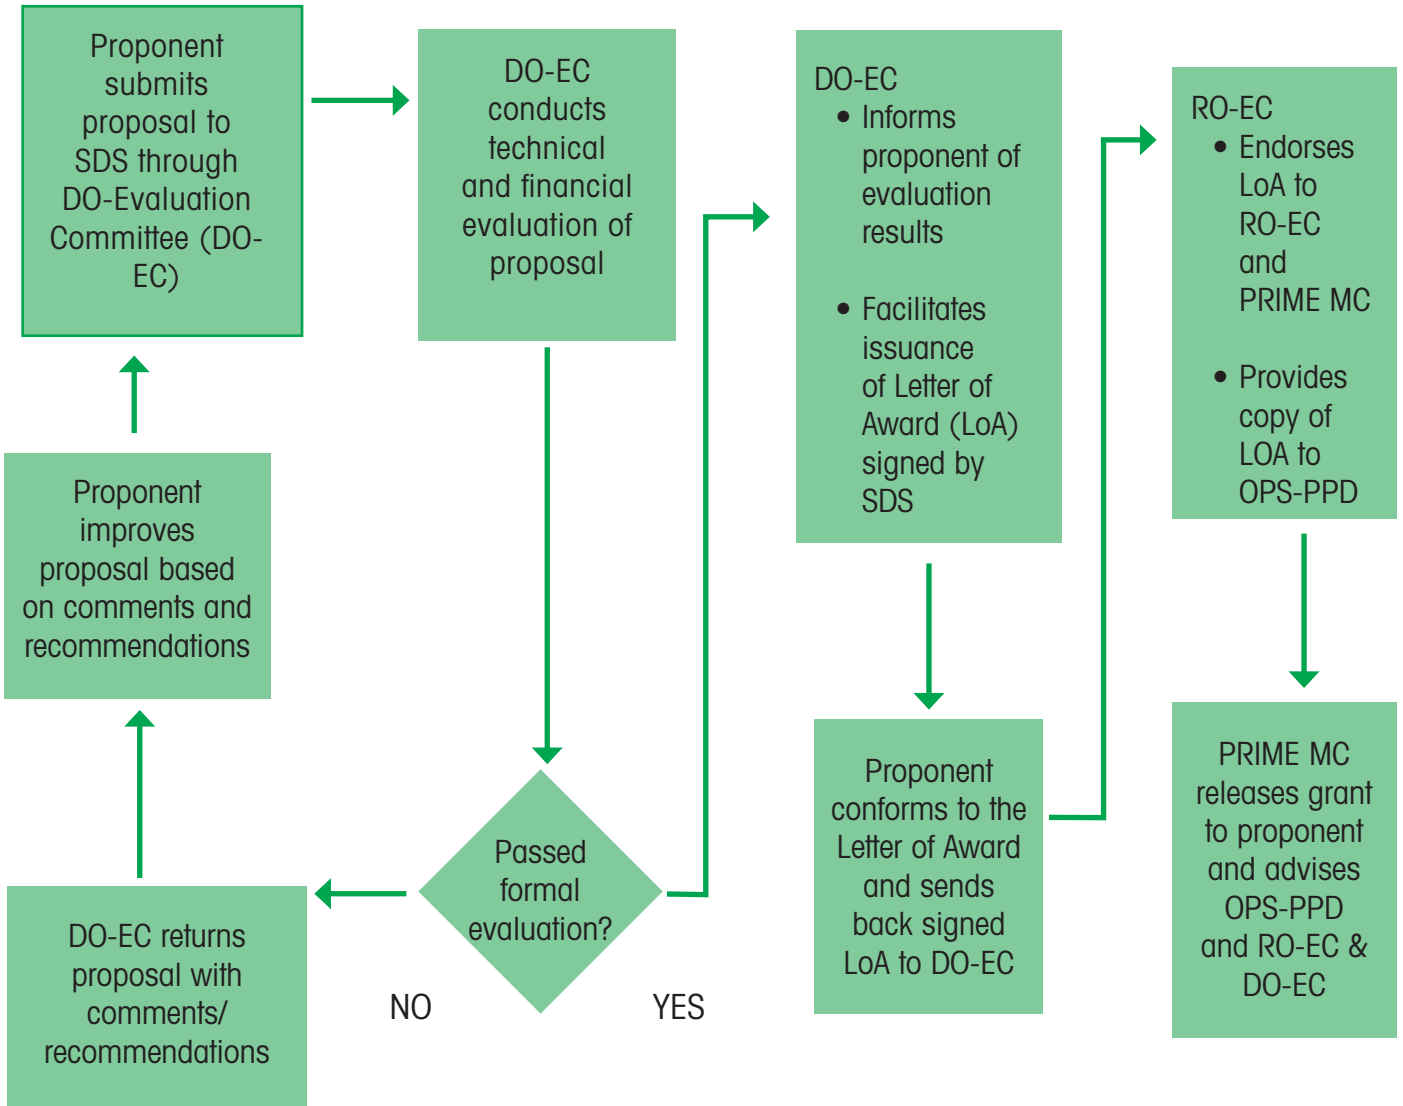 Proponent
submits
proposal to
SDS through
DO-Evaluation
Committee (DO-
EC)
DO-EC
conducts
technical
and financial
evaluation of
proposal
Passed
formal
evaluation?
NO
YES
DO-EC returns
proposal with
comments/
recommendations
Proponent
improves
proposal based
on comments and
recommendations
DO-EC
• Informs
proponent of
evaluation
results
• Facilitates
issuance
of Letter of
Award (LoA)
signed by
SDS
Proponent
conforms to the
Letter of Award
and sends
back signed
LoA to DO-EC
RO-EC
• Endorses
LoA to
RO-EC
and
PRIME MC
• Provides
copy of
LOA to
OPS-PPD
PRIME MC
releases grant
to proponent
and advises
OPS-PPD
and RO-EC &
DO-EC